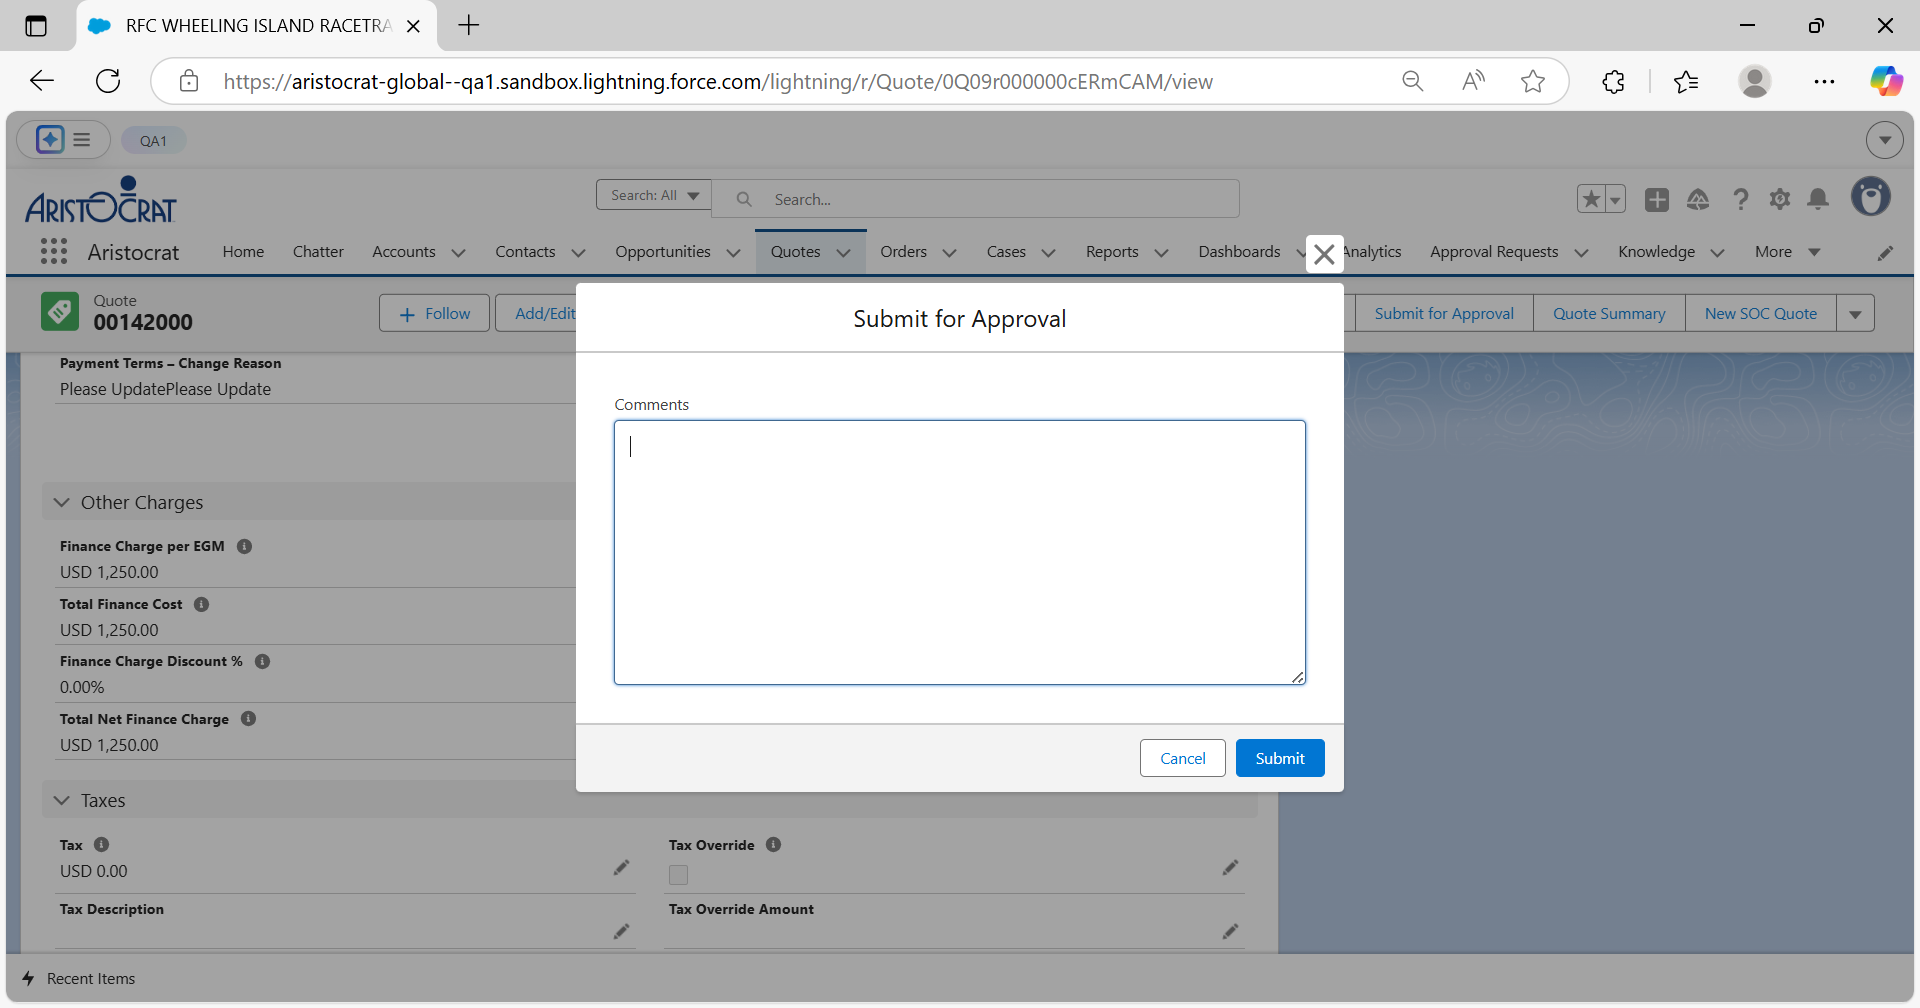 RFC WHEELING ISLAND RACETRA
https://aristocrat-global--qa1.sandbox.lightning.force.com/lightning/r/Quote/0Q09r000000cERmCAM/view
QA1
ARISTOCRAT
Search: All
Search...
Aristocrat
Home
Chatter
Accounts
Contacts
Opportunities
Quotes
Orders
Cases
Reports
Dashboards
Analytics
Approval Requests
Knowledge
More
Quote
00142000
Follow
Add/Edit
Submit for Approval
Quote Summary
New SOC Quote
Payment Terms – Change Reason
Please UpdatePlease Update
Other Charges
Finance Charge per EGM
USD 1,250.00
Total Finance Cost
USD 1,250.00
Finance Charge Discount %
0.00%
Total Net Finance Charge
USD 1,250.00
Taxes
Tax
USD 0.00
Tax Override
Tax Description
Tax Override Amount
Submit for Approval
Comments
Cancel
Submit
Recent Items